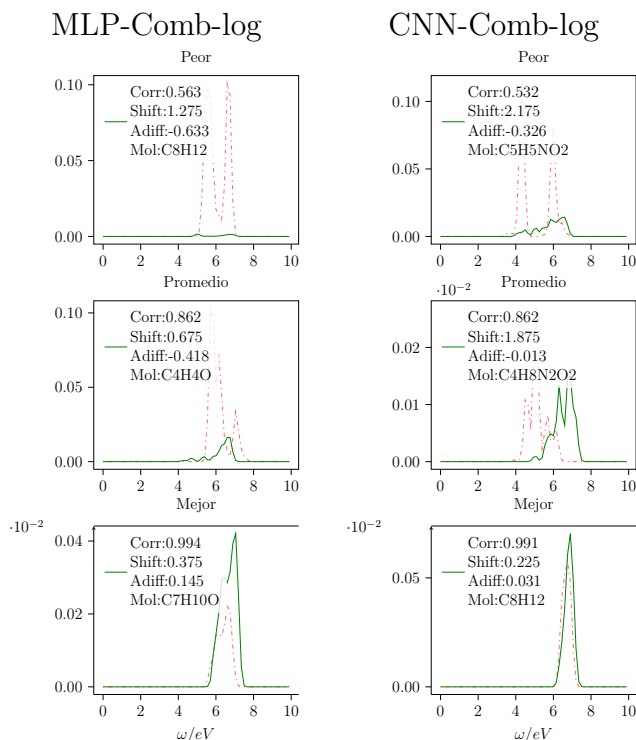 MLP-Comb-log
CNN-Comb-log
Peor
0.10
0.05
0.00
Corr:0.563
Shift:1.275
Adiff:-0.633
Mol:C8H12
0 2 4 6 8 10
Peor
0.10
0.05
0.00
Corr:0.532
Shift:2.175
Adiff:-0.326
Mol:C5H5NO2
0 2 4 6 8 10
Promedio
0.10
0.05
0.00
Corr:0.862
Shift:0.675
Adiff:-0.418
Mol:C4H4O
0 2 4 6 8 10
Promedio
·10⁻²
0.02
0.01
0.00
Corr:0.862
Shift:1.875
Adiff:-0.013
Mol:C4H8N2O2
0 2 4 6 8 10
Mejor
·10⁻²
0.04
0.02
0.00
Corr:0.994
Shift:0.375
Adiff:0.145
Mol:C7H10O
0 2 4 6 8 10
ω/eV
Mejor
·10⁻²
0.05
0.00
Corr:0.991
Shift:0.225
Adiff:0.031
Mol:C8H12
0 2 4 6 8 10
ω/eV